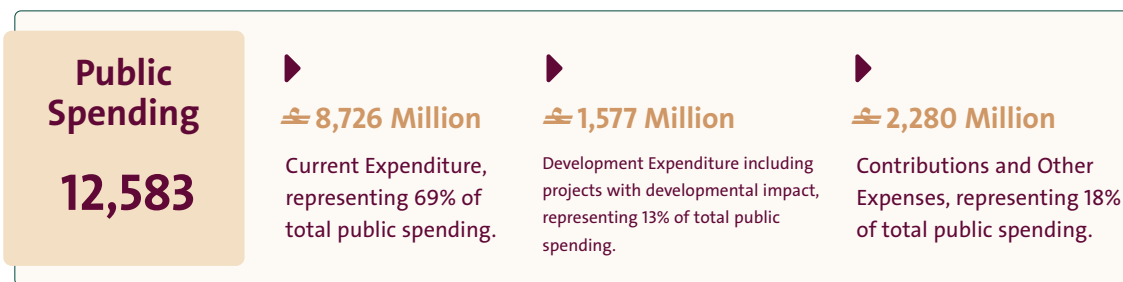 Public
Spending
12,583
8,726 Million
Current Expenditure,
representing 69% of
total public spending.
1,577 Million
Development Expenditure including
projects with developmental impact,
representing 13% of total public
spending.
2,280 Million
Contributions and Other
Expenses, representing 18%
of total public spending.